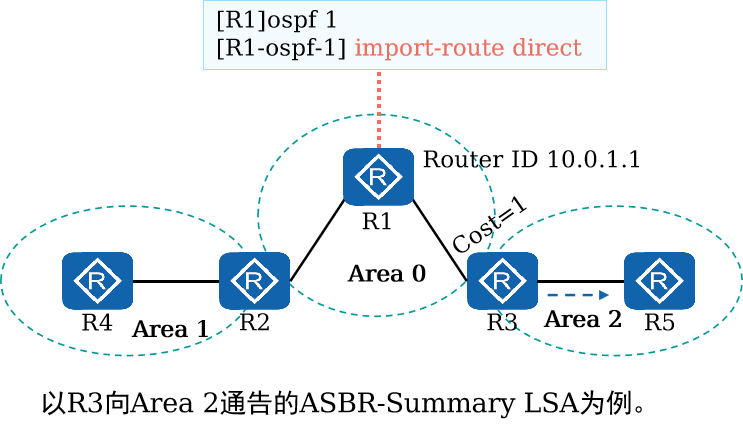 [R1]ospf 1
[R1-ospf-1] import-route direct
R
Router ID 10.0.1.1
R1
Cost=1
Area 0
R
R
R
R
R4
Area 1
R2
R3
Area 2
R5
以R3向Area 2通告的ASBR-Summary LSA为例。